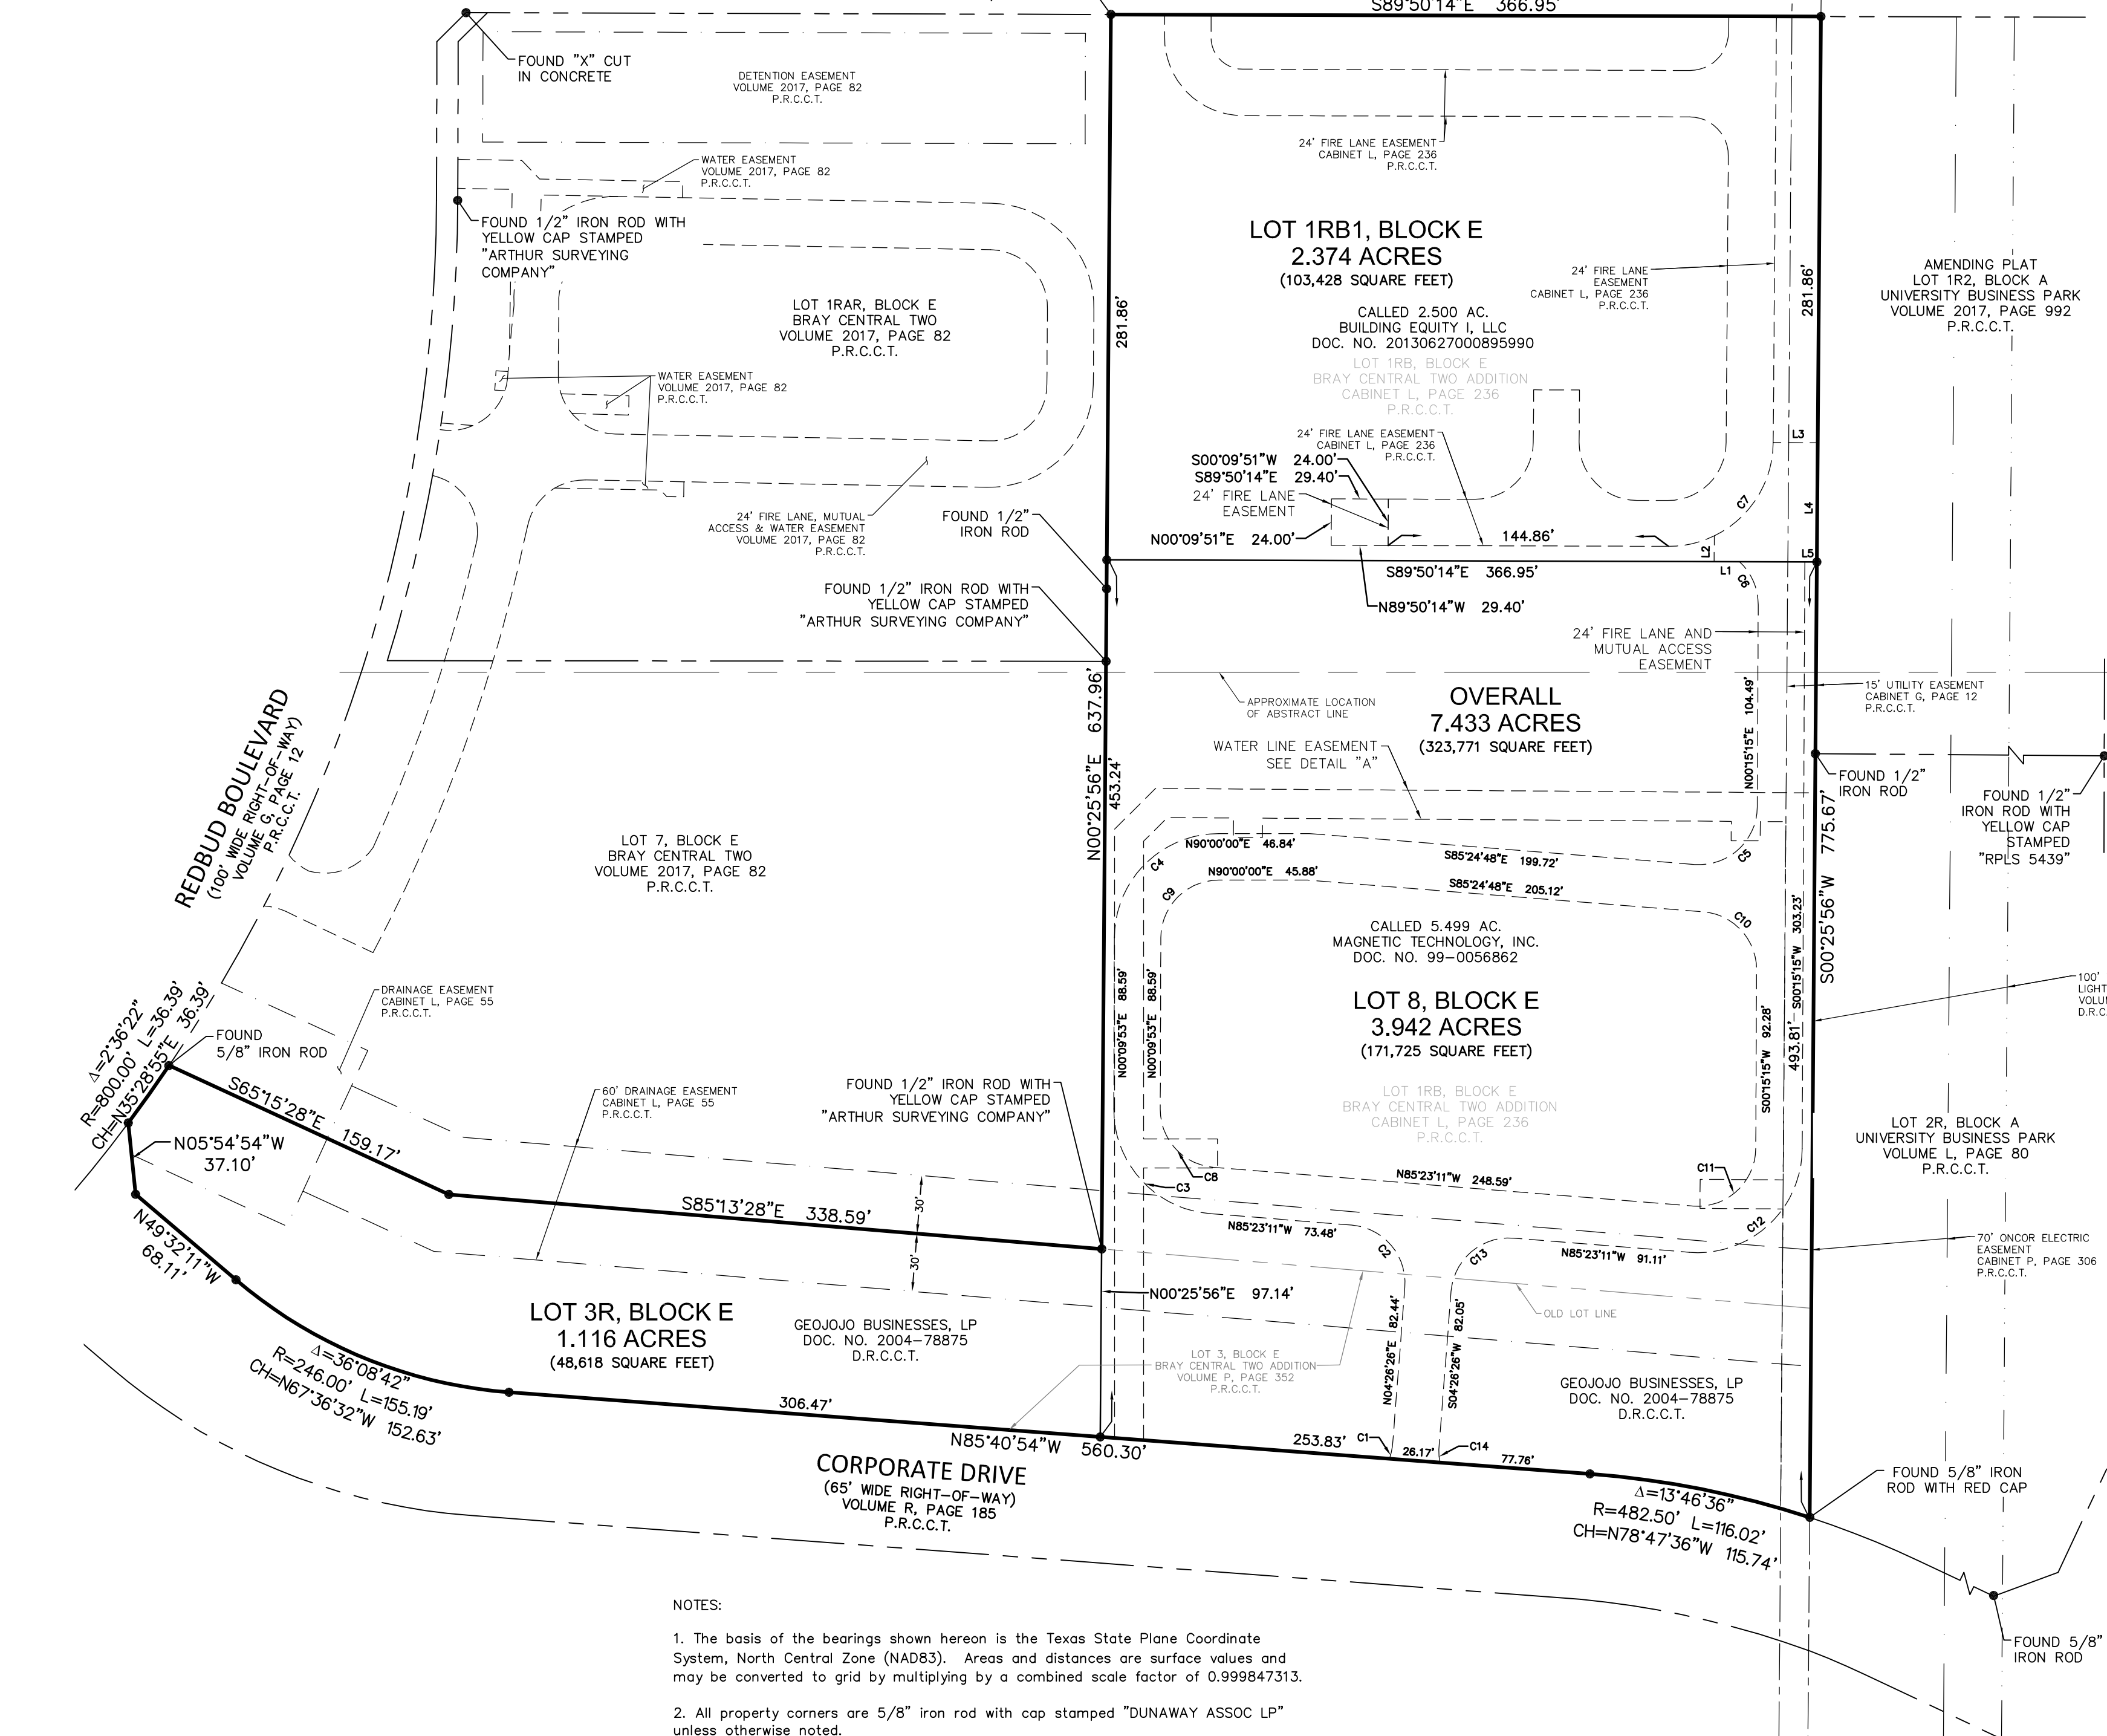 S89°50'14"E 366.95'
FOUND "X" CUT
IN CONCRETE
DETENTION EASEMENT
VOLUME 2017, PAGE 82
P.R.C.C.T.
WATER EASEMENT
VOLUME 2017, PAGE 82
P.R.C.C.T.
24' FIRE LANE EASEMENT
CABINET L, PAGE 236
P.R.C.C.T.
FOUND 1/2" IRON ROD WITH
YELLOW CAP STAMPED
"ARTHUR SURVEYING
COMPANY"
LOT 1RB1, BLOCK E
2.374 ACRES
(103,428 SQUARE FEET)
24' FIRE LANE
EASEMENT
CABINET L, PAGE 236
P.R.C.C.T.
281.86'
281.86'
AMENDING PLAT
LOT 1R2, BLOCK A
UNIVERSITY BUSINESS PARK
VOLUME 2017, PAGE 992
P.R.C.C.T.
LOT 1RAR, BLOCK E
BRAY CENTRAL TWO
VOLUME 2017, PAGE 82
P.R.C.C.T.
CALLED 2.500 AC.
BUILDING EQUITY I, LLC
DOC. NO. 20130627000895990
LOT 1RB, BLOCK E
BRAY CENTRAL TWO ADDITION
CABINET L, PAGE 236
P.R.C.C.T.
WATER EASEMENT
VOLUME 2017, PAGE 82
P.R.C.C.T.
24' FIRE LANE EASEMENT
CABINET L, PAGE 236
P.R.C.C.T.
L3
S00°09'51"W 24.00'
S89°50'14"E 29.40'
24' FIRE LANE
EASEMENT
N00°09'51"E 24.00'
144.86'
C7
L4
L2
L5
L1
C6
24' FIRE LANE, MUTUAL
ACCESS & WATER EASEMENT
VOLUME 2017, PAGE 82
P.R.C.C.T.
FOUND 1/2"
IRON ROD
S89°50'14"E 366.95'
N89°50'14"W 29.40'
FOUND 1/2" IRON ROD WITH
YELLOW CAP STAMPED
"ARTHUR SURVEYING COMPANY"
24' FIRE LANE AND
MUTUAL ACCESS
EASEMENT
15' UTILITY EASEMENT
CABINET G, PAGE 12
P.R.C.C.T.
APPROXIMATE LOCATION
OF ABSTRACT LINE
OVERALL
7.433 ACRES
(323,771 SQUARE FEET)
N00°15'15"E 104.49'
WATER LINE EASEMENT
SEE DETAIL "A"
N00°25'56"E 637.96'
453.24'
REDBUD BOULEVARD
(100' WIDE RIGHT-OF-WAY)
VOLUME G, PAGE 12
P.R.C.C.T.
FOUND 1/2"
IRON ROD
FOUND 1/2"
IRON ROD WITH
YELLOW CAP
STAMPED
"RPLS 5439"
S00°25'56"W 775.67'
LOT 7, BLOCK E
BRAY CENTRAL TWO
VOLUME 2017, PAGE 82
P.R.C.C.T.
N90°00'00"E 46.84'
S85°24'48"E 199.72'
C4
C5
N90°00'00"E 45.88'
S85°24'48"E 205.12'
C9
C10
CALLED 5.499 AC.
MAGNETIC TECHNOLOGY, INC.
DOC. NO. 99-0056862
LOT 8, BLOCK E
3.942 ACRES
(171,725 SQUARE FEET)
LOT 1RB, BLOCK E
BRAY CENTRAL TWO ADDITION
CABINET L, PAGE 236
P.R.C.C.T.
N00°09'53"E 88.59'
N00°09'53"E 88.59'
S00°15'15"W 92.28'
S00°15'15"W 303.23'
493.81'
100'
LIGHT
VOLU
D.R.C.
DRAINAGE EASEMENT
CABINET L, PAGE 55
P.R.C.C.T.
Δ=2°36'22"
R=800.00' L=36.39'
CH=N35°28'55"E 36.39'
FOUND
5/8" IRON ROD
S65°15'28"E 159.17'
60' DRAINAGE EASEMENT
CABINET L, PAGE 55
P.R.C.C.T.
FOUND 1/2" IRON ROD WITH
YELLOW CAP STAMPED
"ARTHUR SURVEYING COMPANY"
N05°54'54"W
37.10'
LOT 2R, BLOCK A
UNIVERSITY BUSINESS PARK
VOLUME L, PAGE 80
P.R.C.C.T.
C8
C3
N85°23'11"W 248.59'
C11
C12
S85°13'28"E 338.59'
30'
30'
N85°23'11"W 73.48'
C2
C13
N85°23'11"W 91.11'
70' ONCOR ELECTRIC
EASEMENT
CABINET P, PAGE 306
P.R.C.C.T.
N49°32'11"W
68.11'
N00°25'56"E 97.14'
OLD LOT LINE
LOT 3R, BLOCK E
1.116 ACRES
(48,618 SQUARE FEET)
GEOJOJO BUSINESSES, LP
DOC. NO. 2004-78875
D.R.C.C.T.
LOT 3, BLOCK E
BRAY CENTRAL TWO ADDITION
VOLUME P, PAGE 352
P.R.C.C.T.
N04°26'26"E 82.44'
S04°26'26"W 82.05'
GEOJOJO BUSINESSES, LP
DOC. NO. 2004-78875
D.R.C.C.T.
Δ=36°08'42"
R=246.00' L=155.19'
CH=N67°36'32"W 152.63'
306.47'
N85°40'54"W 560.30'
253.83'
C1
26.17'
C14
77.76'
CORPORATE DRIVE
(65' WIDE RIGHT-OF-WAY)
VOLUME R, PAGE 185
P.R.C.C.T.
FOUND 5/8" IRON
ROD WITH RED CAP
Δ=13°46'36"
R=482.50' L=116.02'
CH=N78°47'36"W 115.74'
FOUND 5/8"
IRON ROD
NOTES:
1. The basis of the bearings shown hereon is the Texas State Plane Coordinate
System, North Central Zone (NAD83). Areas and distances are surface values and
may be converted to grid by multiplying by a combined scale factor of 0.999847313.
2. All property corners are 5/8" iron rod with cap stamped "DUNAWAY ASSOC LP"
unless otherwise noted.